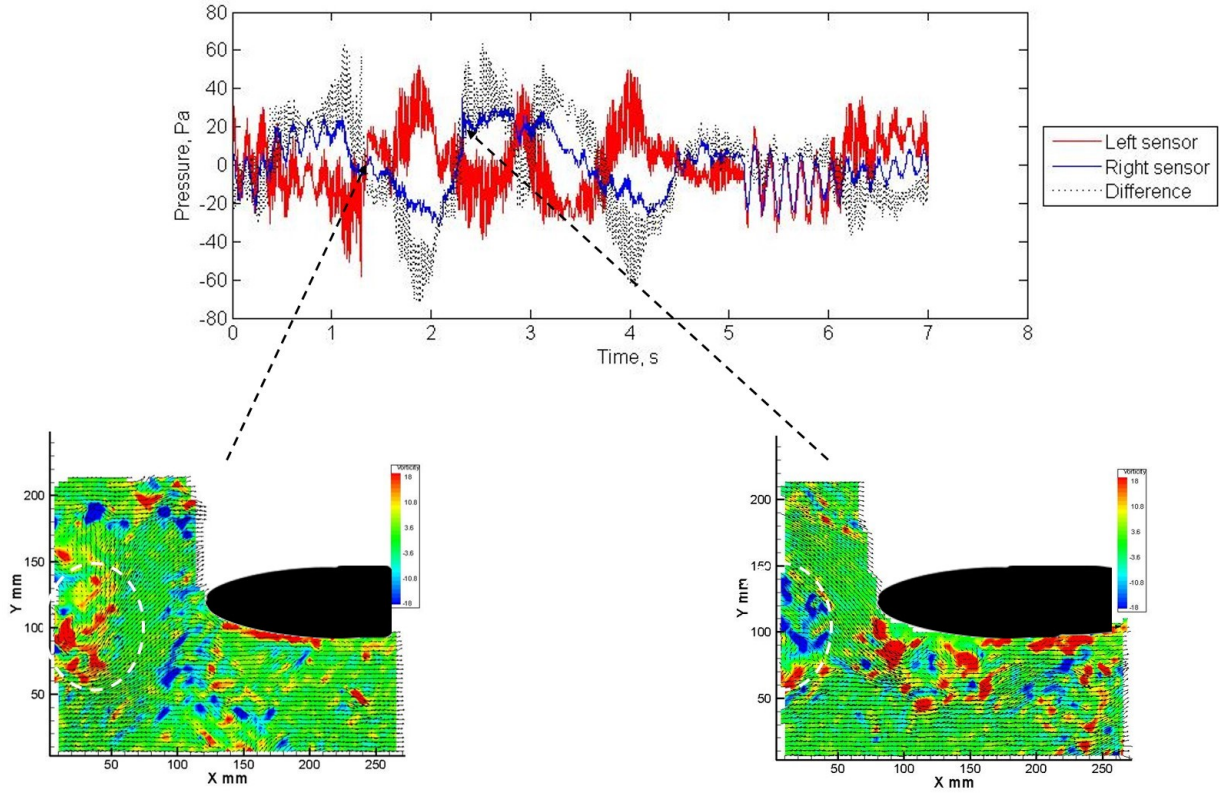 80
60
40
20
0
-20
-40
-60
-80
Pressure, Pa
0 1 2 3 4 5 6 7 8
Time, s
Left sensor
Right sensor
Difference
200
150
100
50
Y mm
50 100 150 200 250
X mm
Vorticity
18
10.8
3.6
-3.6
-10.8
-18
200
150
100
50
Y mm
50 100 150 200 250
X mm
Vorticity
18
10.8
3.6
-3.6
-10.8
-18